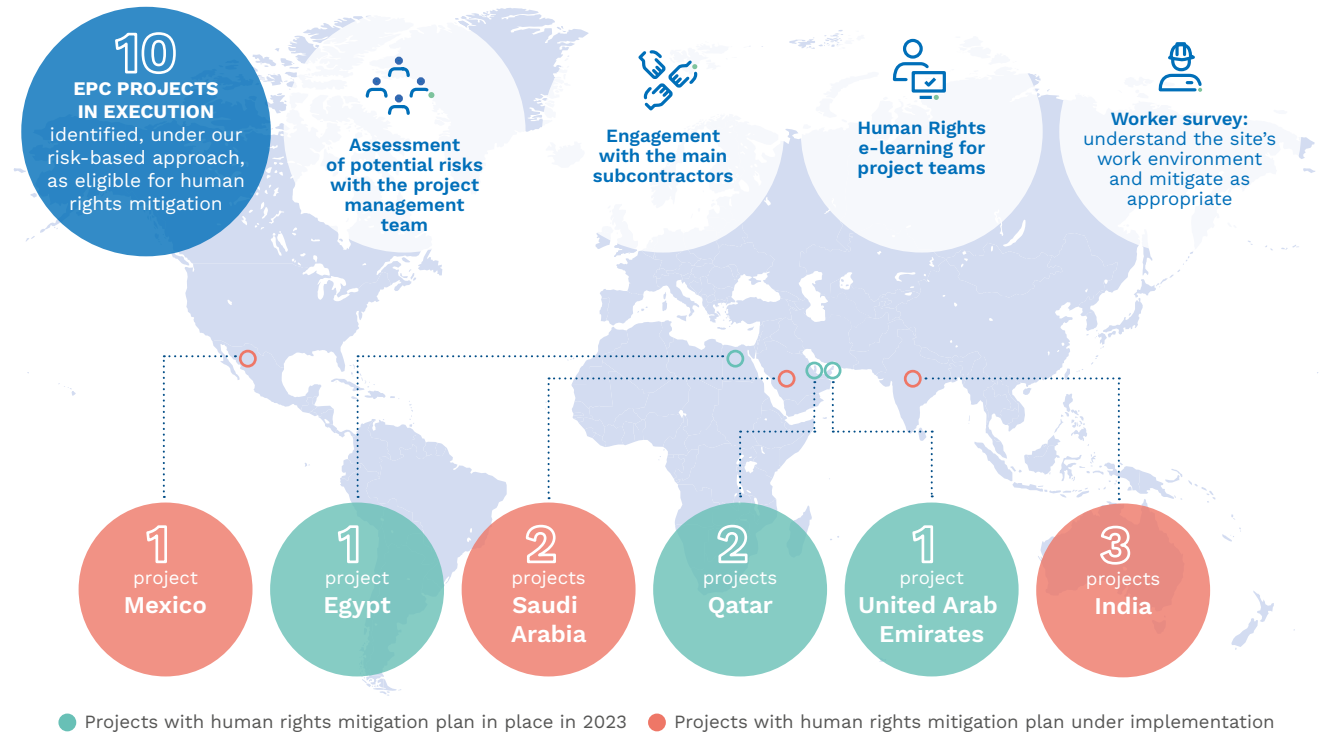 10
EPC PROJECTS
IN EXECUTION
identified, under our
risk-based approach,
as eligible for human
rights mitigation
Assessment
of potential risks
with the project
management
team
Engagement
with the main
subcontractors
Human Rights
e-learning for
project teams
Worker survey:
understand the site's
work environment
and mitigate as
appropriate
1
project
Mexico
1
project
Egypt
2
projects
Saudi
Arabia
2
projects
Qatar
1
project
United Arab
Emirates
3
projects
India
Projects with human rights mitigation plan in place in 2023
Projects with human rights mitigation plan under implementation